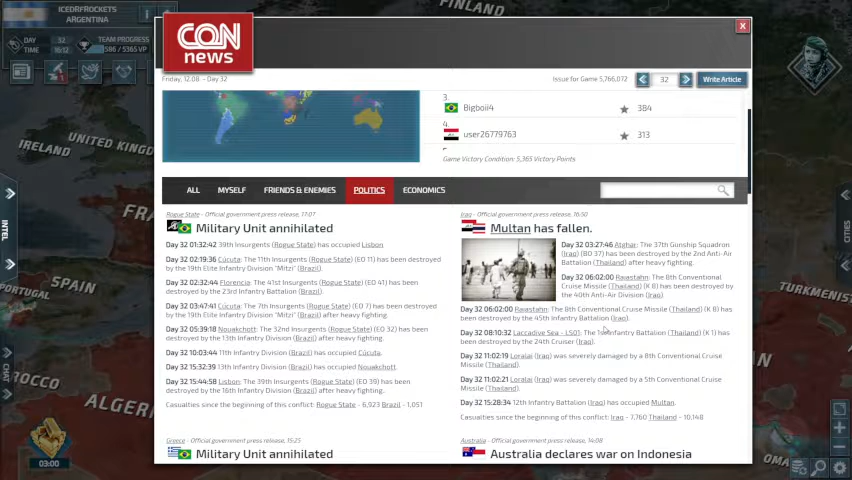 ICEDRFROCKETS
ARGENTINA
DAY 32
TIME 16:12
TEAM PROGRESS
586 / 5365 VP
FINLAND
CON
news
Friday, 12.08. - Day 32
Issue for Game 5,766,072
32
Write Article
3.
Bigboii4
384
4.
user26779763
313
Game Victory Condition: 5,365 Victory Points
ALL
MYSELF
FRIENDS & ENEMIES
POLITICS
ECONOMICS
Rogue State - Official government press release, 17:07
Military Unit annihilated
Day 32 01:32:42 39th Insurgents (Rogue State) has occupied Lisbon
Day 32 02:19:36 Cúcuta: The 11th Insurgents (Rogue State) (EO 11) has been destroyed
by the 19th Elite Infantry Division "Mitzi" (Brazil).
Day 32 02:32:44 Florencia: The 41st Insurgents (Rogue State) (EO 41) has been
destroyed by the 23rd Infantry Battalion (Brazil).
Day 32 03:47:41 Cúcuta: The 7th Insurgents (Rogue State) (EO 7) has been destroyed
by the 11th Infantry Division (Brazil) after heavy fighting.
Day 32 05:39:18 Nouakchott: The 32nd Insurgents (Rogue State) (EO 32) has been
destroyed by the 13th Infantry Division (Brazil) after heavy fighting.
Day 32 10:03:44 11th Infantry Division (Brazil) has occupied Cúcuta.
Day 32 15:32:39 13th Infantry Division (Brazil) has occupied Nouakchott.
Day 32 15:44:58 Lisbon: The 39th Insurgents (Rogue State) (EO 39) has been
destroyed by the 16th Infantry Division (Brazil) after heavy fighting..
Casualties since the beginning of this conflict: Rogue State - 6,923 Brazil - 1,051
Greece - Official government press release, 15:25
Military Unit annihilated
Iraq - Official government press release, 16:50
Multan has fallen.
Day 32 03:27:46 Atghar: The 37th Gunship Squadron
(Iraq) (BO 37) has been destroyed by the 2nd Anti-Air
Battalion (Thailand) after heavy fighting.
Day 32 06:02:00 Rajastahn: The 8th Conventional
Cruise Missile (Thailand) (K 8) has been destroyed by
the 40th Anti-Air Division (Iraq).
Day 32 06:02:00 Rajastahn: The 8th Conventional Cruise Missile (Thailand) (K 8) has
been destroyed by the 45th Infantry Battalion (Iraq).
Day 32 08:10:32 Laccadive Sea - LS01: The 1st Infantry Battalion (Thailand) (K 1) has
been destroyed by the 24th Cruiser (Iraq).
Day 32 11:02:19 Loralai (Iraq) was severely damaged by a 8th Conventional Cruise
Missile (Thailand).
Day 32 11:02:21 Loralai (Iraq) was severely damaged by a 5th Conventional Cruise
Missile (Thailand).
Day 32 15:28:34 12th Infantry Battalion (Iraq) has occupied Multan.
Casualties since the beginning of this conflict: Iraq - 7,760 Thailand - 10,148
Australia - Official government press release, 14:08
Australia declares war on Indonesia
IRELAND
UNITED KING
FRA
SPAIN
PORTUGAL
ROCCO
ALGERI
TURKMENIST
OMA
INTEL
CHAT
CITIES
03:00